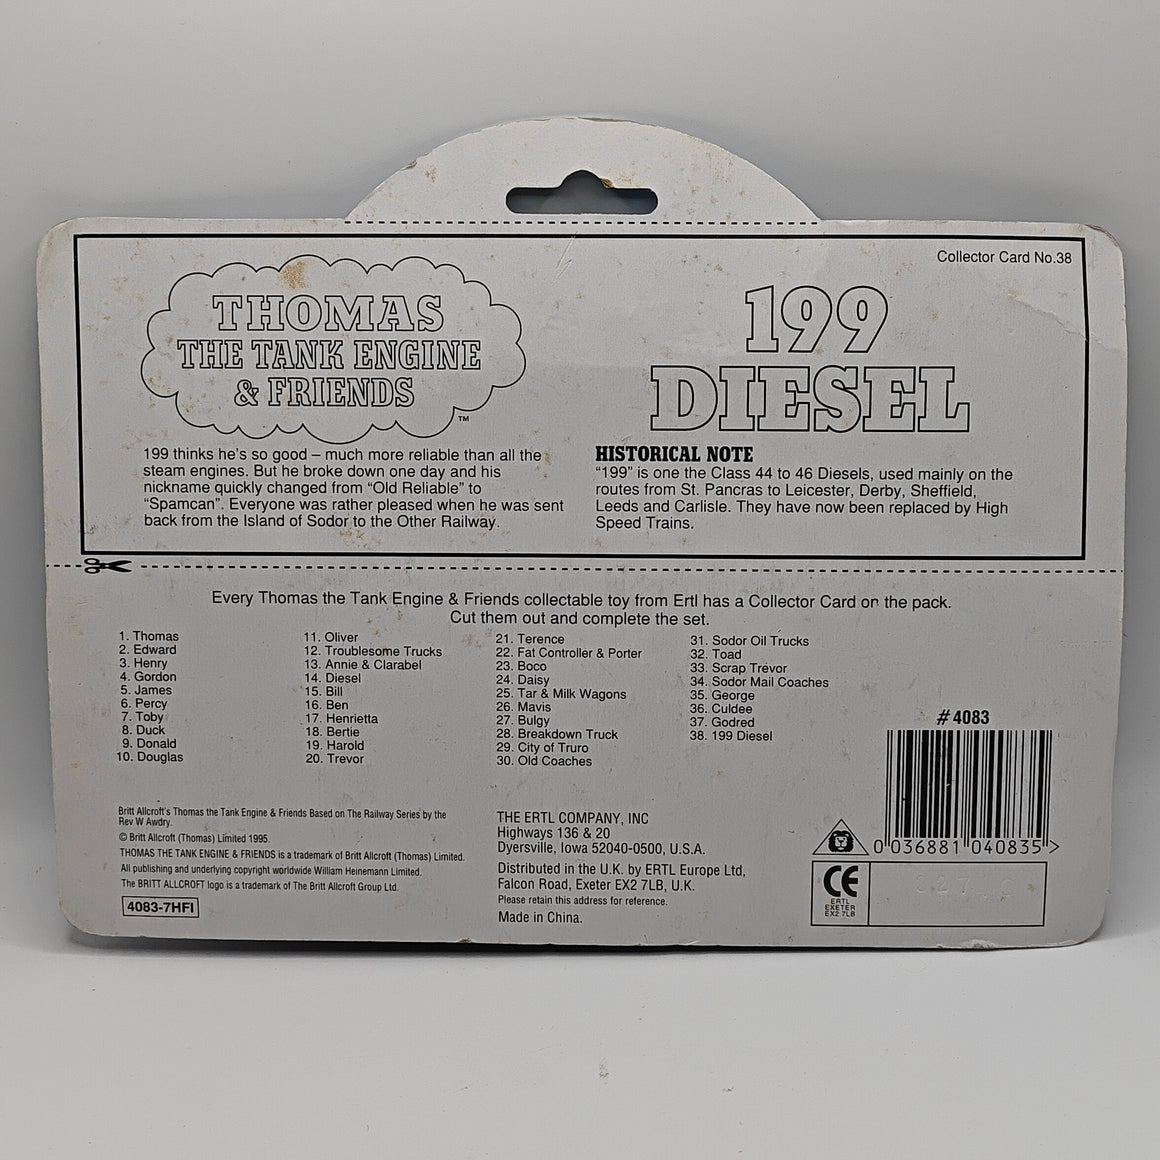 Collector Card No.38
THOMAS
THE TANK ENGINE
& FRIENDS
TM
199 thinks he's so good – much more reliable than all the
steam engines. But he broke down one day and his
nickname quickly changed from “Old Reliable” to
“Spamcan”. Everyone was rather pleased when he was sent
back from the Island of Sodor to the Other Railway.
199
DIESEL
HISTORICAL NOTE
“199” is one the Class 44 to 46 Diesels, used mainly on the
routes from St. Pancras to Leicester, Derby, Sheffield,
Leeds and Carlisle. They have now been replaced by High
Speed Trains.
Every Thomas the Tank Engine & Friends collectable toy from Ertl has a Collector Card on the pack.
Cut them out and complete the set.
1. Thomas
2. Edward
3. Henry
4. Gordon
5. James
6. Percy
7. Toby
8. Duck
9. Donald
10. Douglas
11. Oliver
12. Troublesome Trucks
13. Annie & Clarabel
14. Diesel
15. Bill
16. Ben
17. Henrietta
18. Bertie
19. Harold
20. Trevor
21. Terence
22. Fat Controller & Porter
23. Boco
24. Daisy
25. Tar & Milk Wagons
26. Mavis
27. Bulgy
28. Breakdown Truck
29. City of Truro
30. Old Coaches
31. Sodor Oil Trucks
32. Toad
33. Scrap Trevor
34. Sodor Mail Coaches
35. George
36. Culdee
37. Godred
38. 199 Diesel
Britt Allcroft's Thomas the Tank Engine & Friends Based on The Railway Series by the
Rev W Awdry.
© Britt Allcroft (Thomas) Limited 1995.
THOMAS THE TANK ENGINE & FRIENDS is a trademark of Britt Allcroft (Thomas) Limited.
All publishing and underlying copyright worldwide William Heinemann Limited.
The BRITT ALLCROFT logo is a trademark of The Britt Allcroft Group Ltd.
4083-7HFI
THE ERTL COMPANY, INC
Highways 136 & 20
Dyersville, Iowa 52040-0500, U.S.A.
Distributed in the U.K. by ERTL Europe Ltd,
Falcon Road, Exeter EX2 7LB, U.K.
Please retain this address for reference.
Made in China.
#4083
0 036881 040835 >
CE
ERTL
EXETER
EX2 7LB